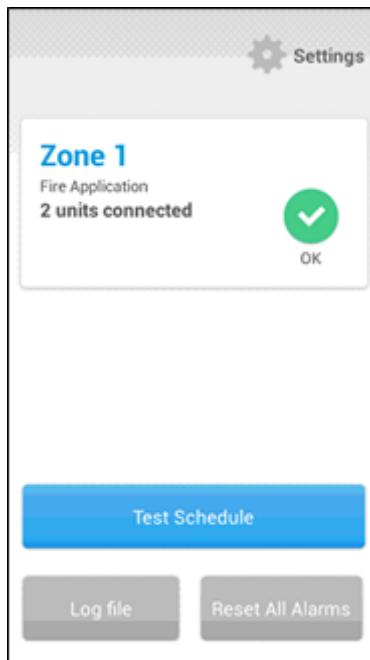 Settings
Zone 1
Fire Application
2 units connected
OK
Test Schedule
Log file
Reset All Alarms